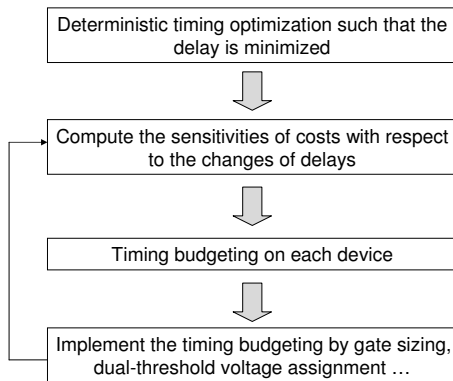 Deterministic timing optimization such that the
delay is minimized
Compute the sensitivities of costs with respect
to the changes of delays
Timing budgeting on each device
Implement the timing budgeting by gate sizing,
dual-threshold voltage assignment …